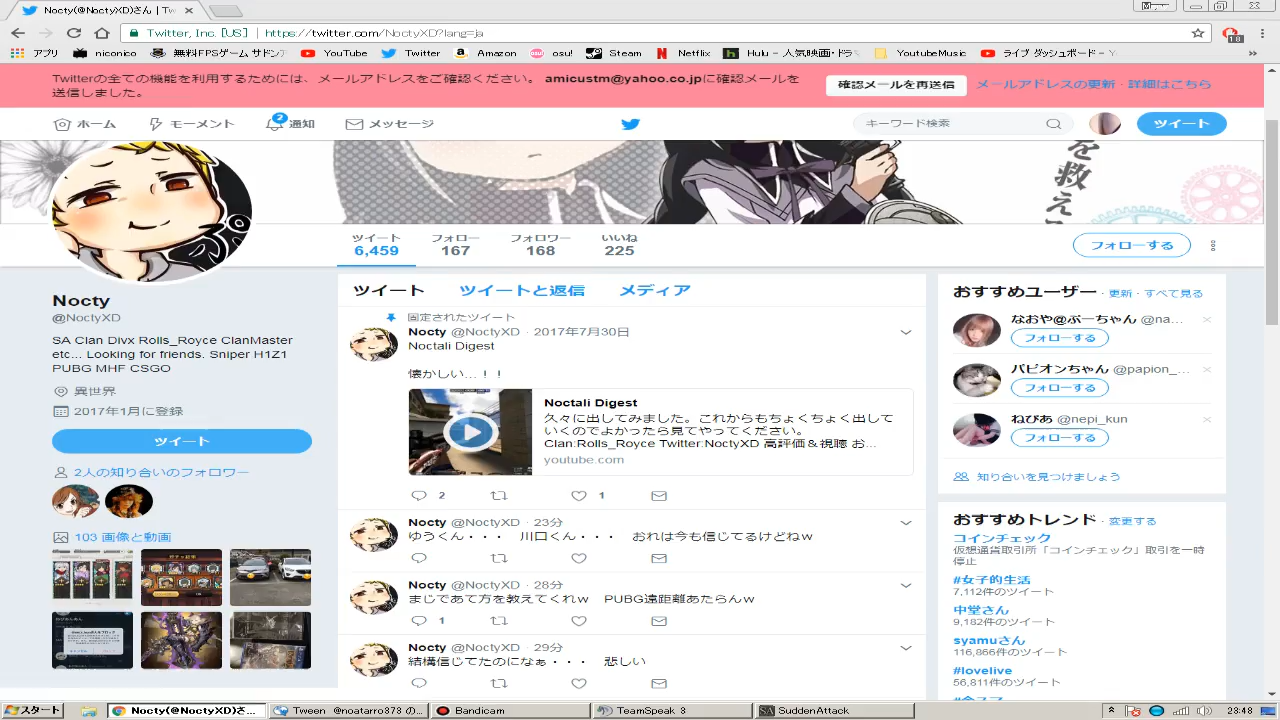 Nocty(@NoctyXD)さん | Tw
Twitter, Inc. [US] | https://twitter.com/NoctyXD?lang=ja
18
アプリ niconico 無料FPSゲーム サドンア YouTube Twitter Amazon osu! Steam Netflix Hulu - 人気映画・ドラマ YouTubeMusic ライブ ダッシュボード - Yo »
Twitterの全ての機能を利用するためには、メールアドレスをご確認ください。 amicustm@yahoo.co.jpに確認メールを
送信しました。
確認メールを再送信
メールアドレスの更新 · 詳細はこちら
ホーム モーメント 2 通知 メッセージ
キーワード検索
ツイート
を救え
ツイート フォロー フォロワー いいね
6,459 167 168 225
フォローする
Nocty
@NoctyXD
SA Clan Divx Rolls_Royce ClanMaster
etc... Looking for friends. Sniper H1Z1
PUBG MHF CSGO
異世界
2017年1月に登録
ツイート
2人の知り合いのフォロワー
103 画像と動画
ツイート ツイートと返信 メディア
固定されたツイート
Nocty @NoctyXD · 2017年7月30日
Noctali Digest
懐かしい...！！
Noctali Digest
久々に出してみました。これからもちょくちょく出して
いくのでよかったら見てやってください。
Clan:Rolls_Royce Twitter:NoctyXD 高評価＆視聴 お...
youtube.com
2 1
Nocty @NoctyXD · 23分
ゆうくん・・・ 川口くん・・・ おれは今も信じてるけどねw
Nocty @NoctyXD · 28分
まじであて方を教えてくれw PUBG遠距離あたらんw
1
Nocty @NoctyXD · 29分
結構信じてたのになぁ・・・ 悲しい
おすすめユーザー · 更新 · すべて見る
なおや@ぶーちゃん @na...
フォローする
パピオンちゃん @papion_...
フォローする
ねぴあ @nepi_kun
フォローする
知り合いを見つけましょう
おすすめトレンド · 変更する
コインチェック
仮想通貨取引所「コインチェック」取引を一時
停止
#女子的生活
7,112件のツイート
中堂さん
9,182件のツイート
syamuさん
116,866件のツイート
#lovelive
56,811件のツイート
スタート Nocty(@NoctyXD)さ... Tween @noatarro878 の... Bandicam TeamSpeak 3 SuddenAttack 23:48